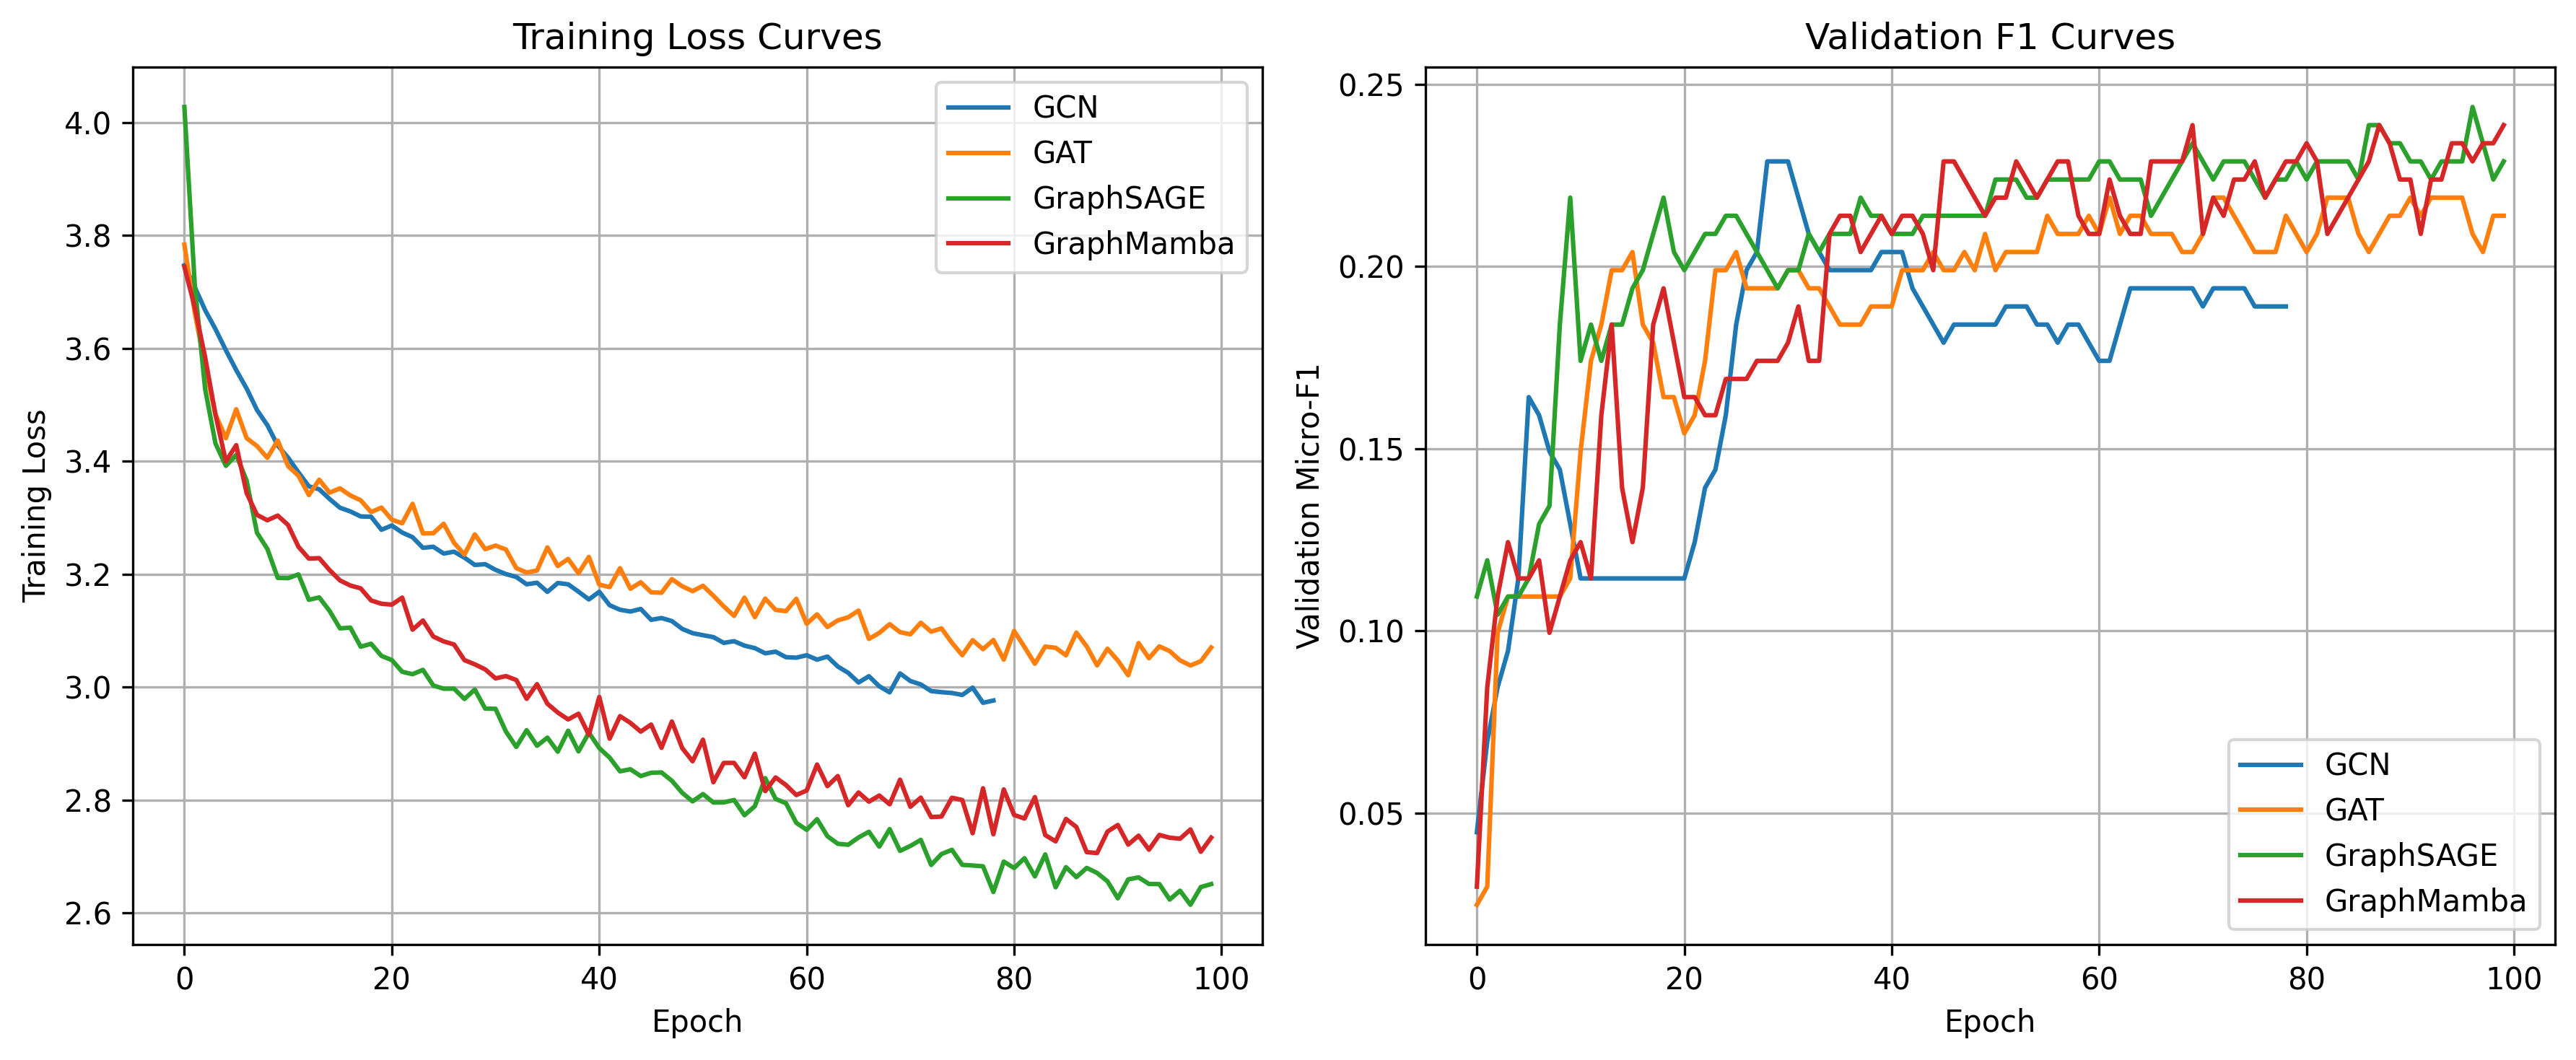 Training Loss Curves
4.0
3.8
3.6
3.4
3.2
3.0
2.8
2.6
Training Loss
0 20 40 60 80 100
Epoch
GCN
GAT
GraphSAGE
GraphMamba
Validation F1 Curves
0.25
0.20
0.15
0.10
0.05
Validation Micro-F1
0 20 40 60 80 100
Epoch
GCN
GAT
GraphSAGE
GraphMamba